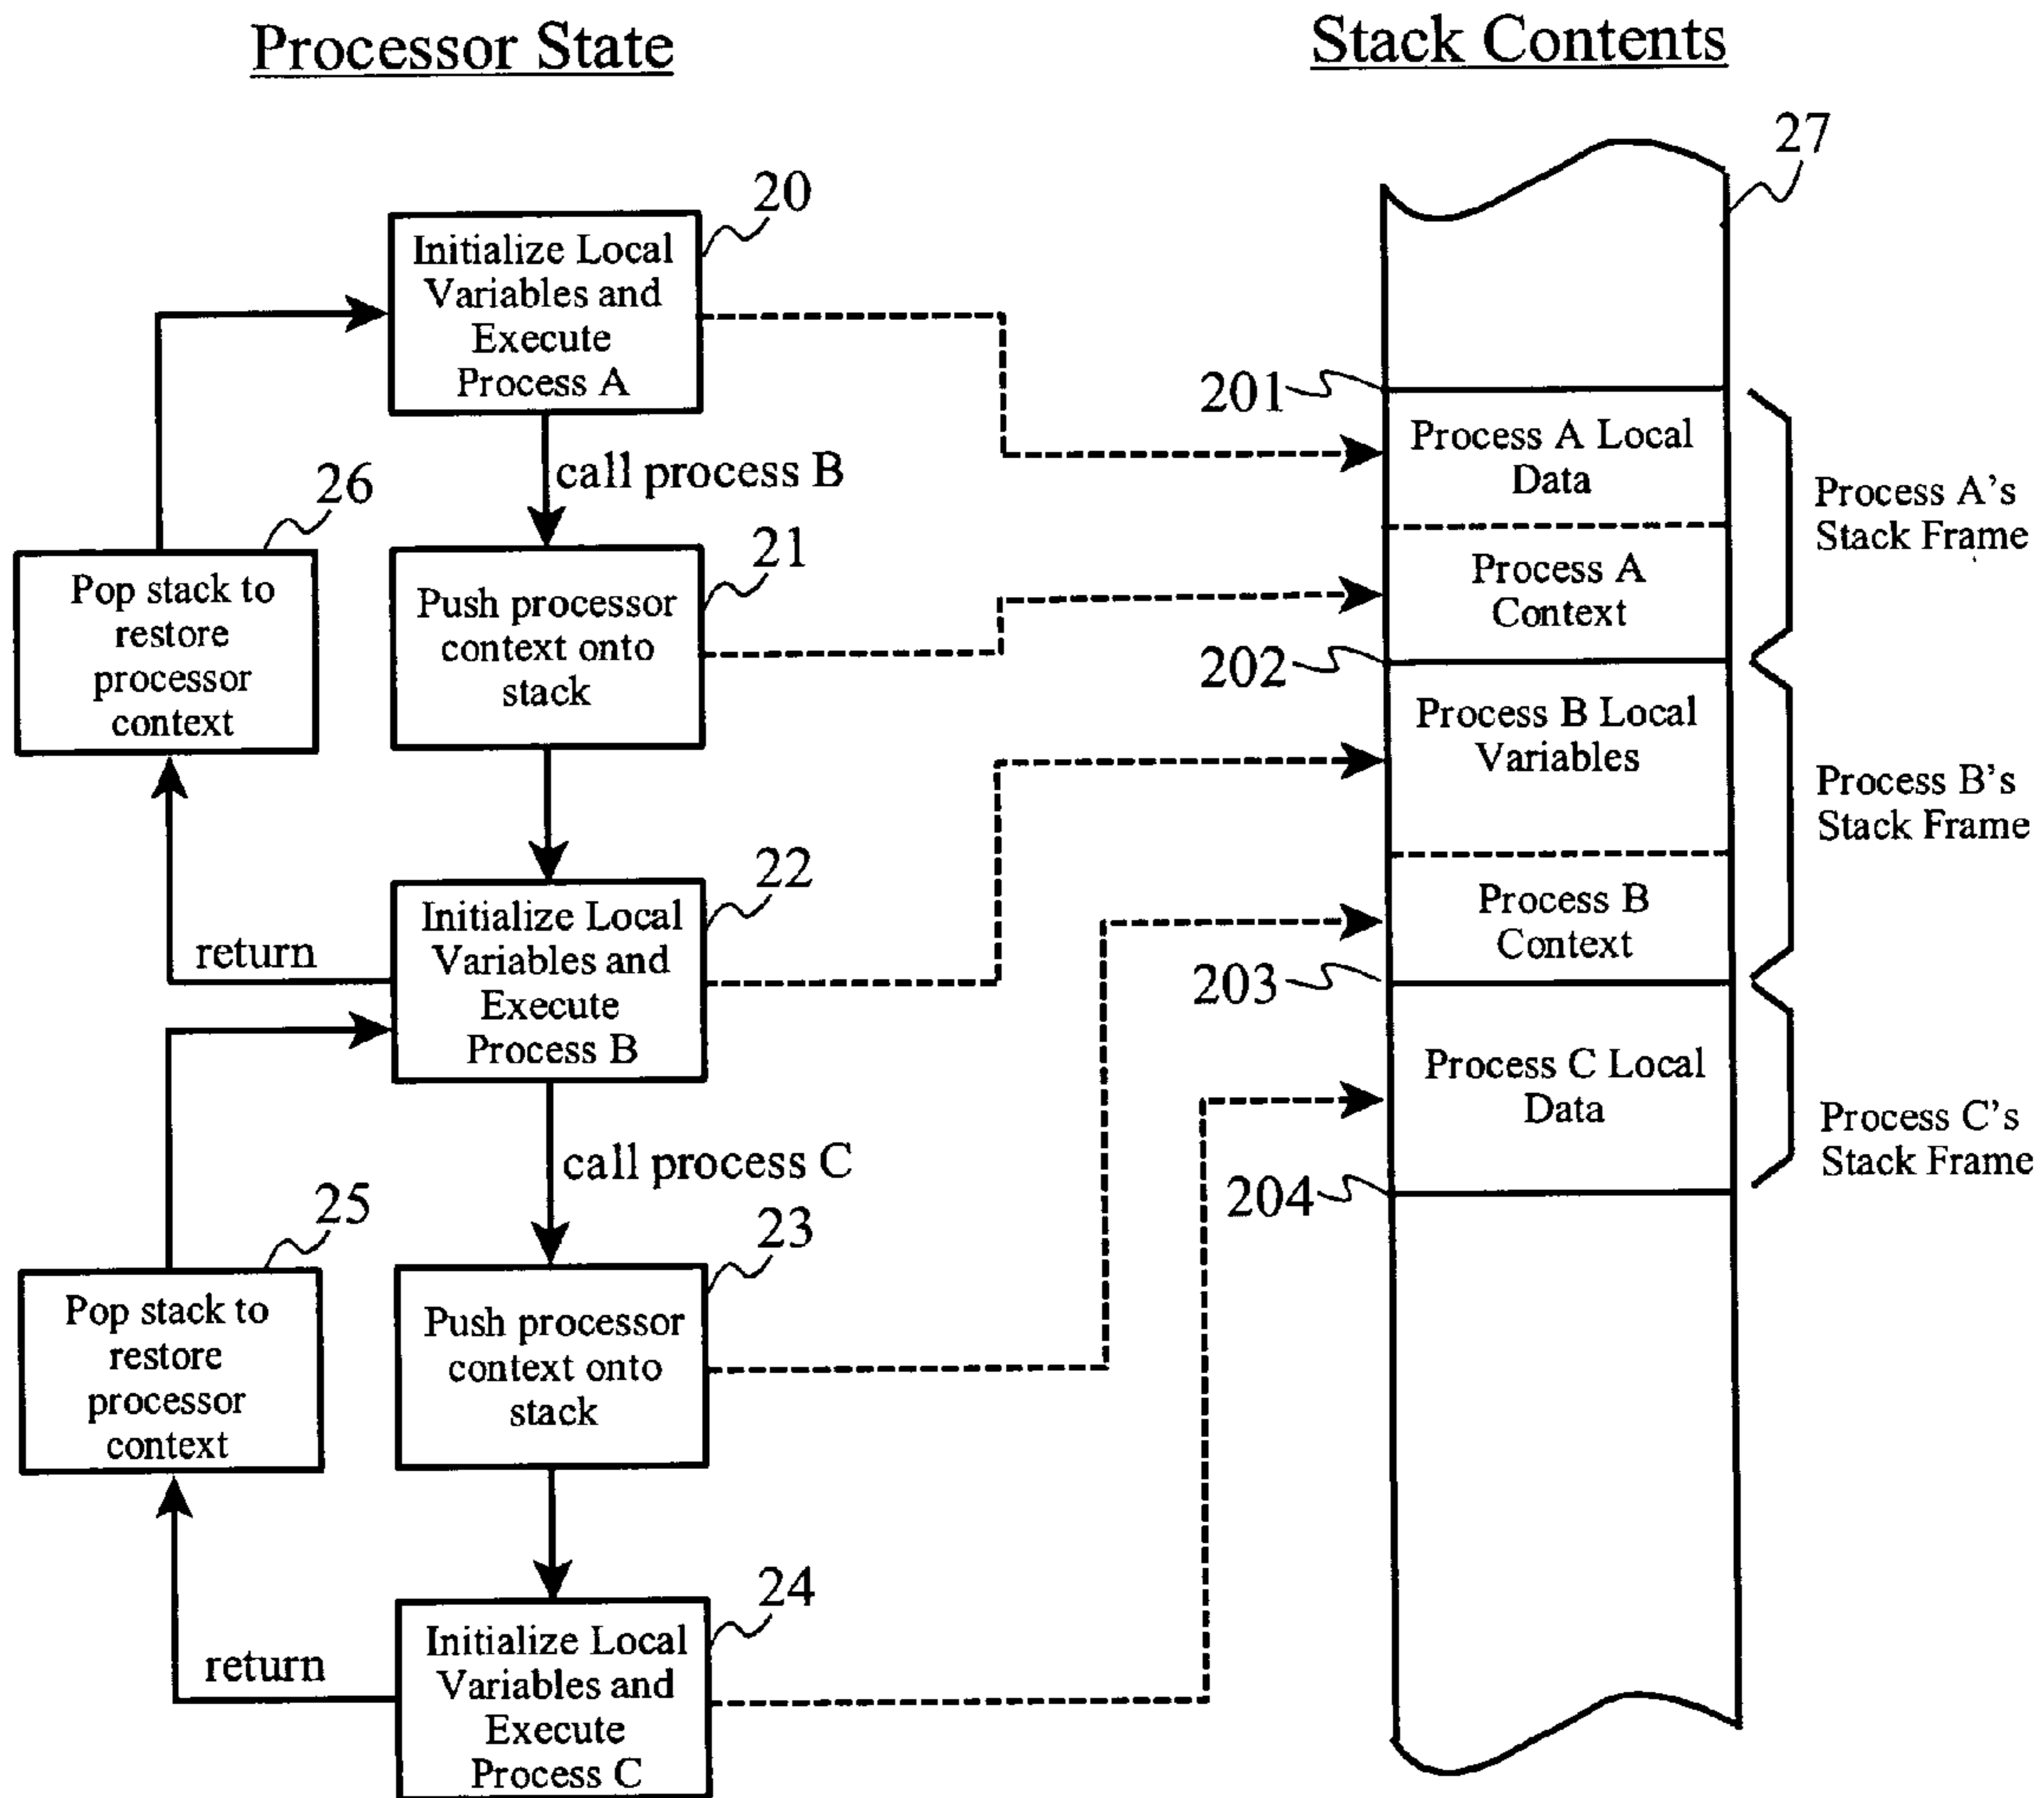 Processor State
Stack Contents
27
20
Initialize Local
Variables and
Execute
Process A
201
Process A Local
Data
Process A's
Stack Frame
call process B
26
Pop stack to
restore
processor
context
21
Push processor
context onto
stack
Process A
Context
202
Process B Local
Variables
Process B's
Stack Frame
22
Initialize Local
Variables and
Execute
Process B
return
Process B
Context
203
Process C Local
Data
Process C's
Stack Frame
204
call process C
25
Pop stack to
restore
processor
context
23
Push processor
context onto
stack
24
Initialize Local
Variables and
Execute
Process C
return